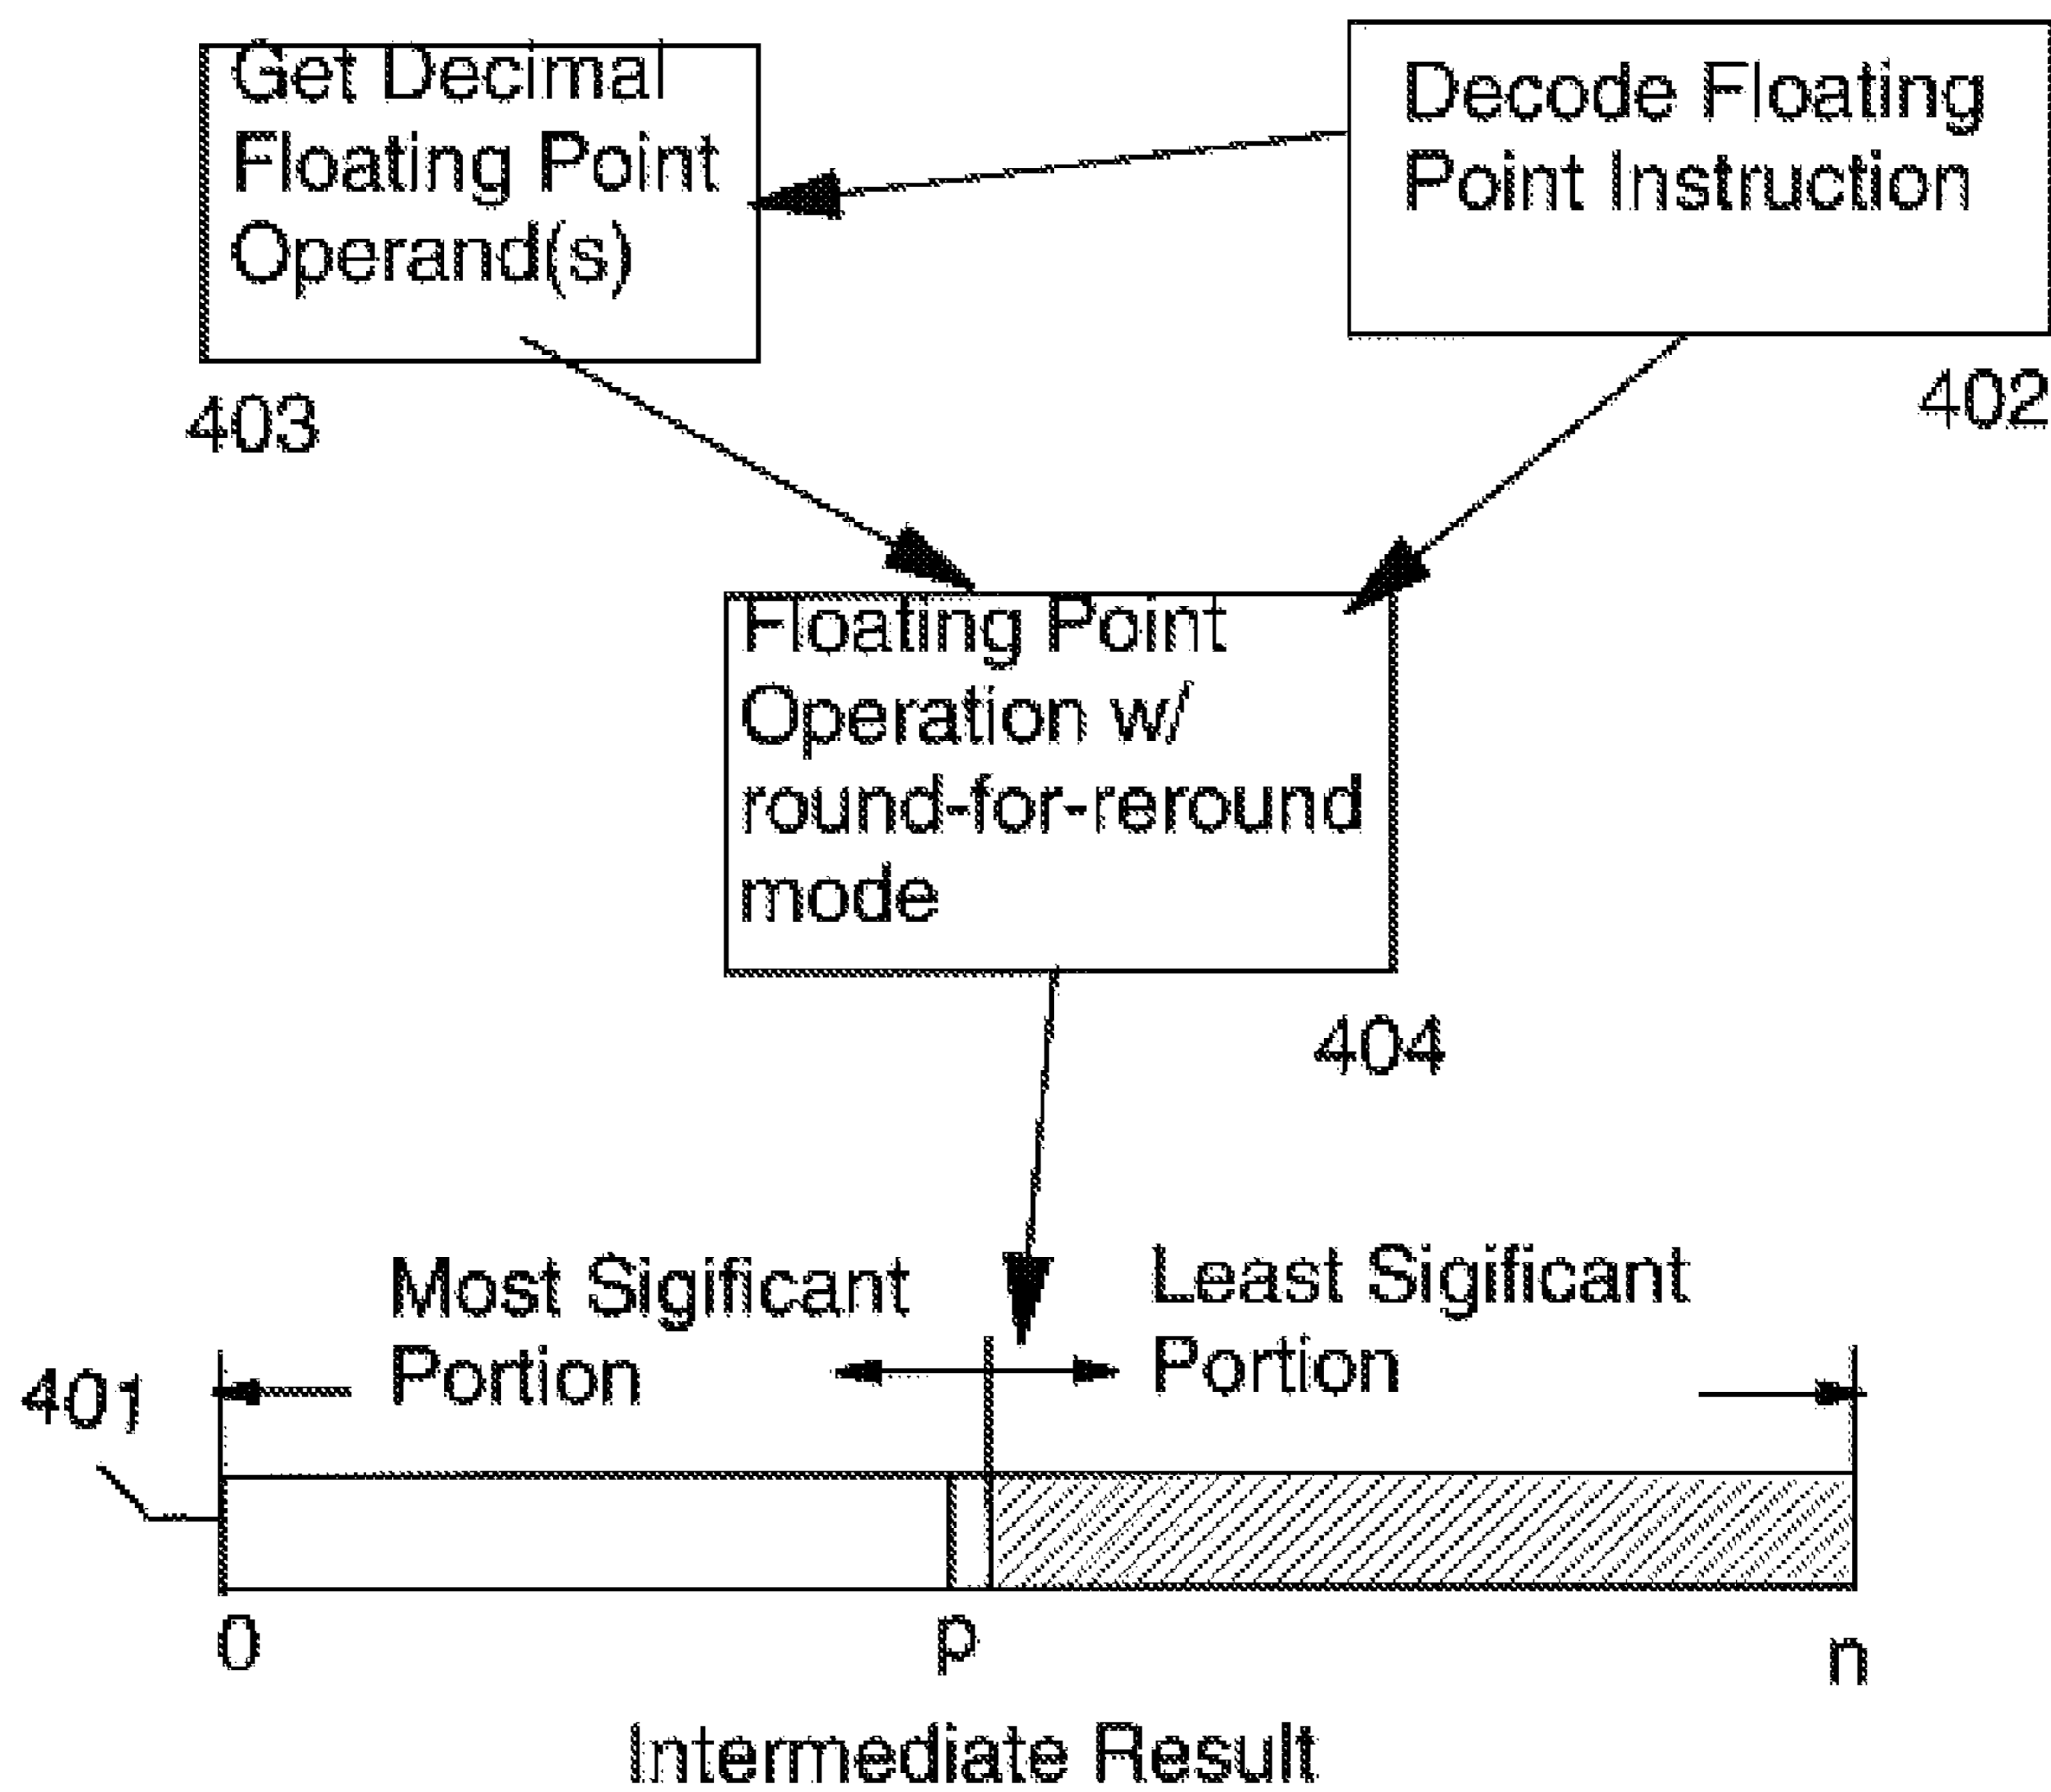 Get Decimal
Floating Point
Operand(s)
403
Decode Floating
Point Instruction
402
Floating Point
Operation w/
round-for-reround
mode
404
Most Sigificant
Portion
Least Sigificant
Portion
401
0
p
n
Intermediate Result